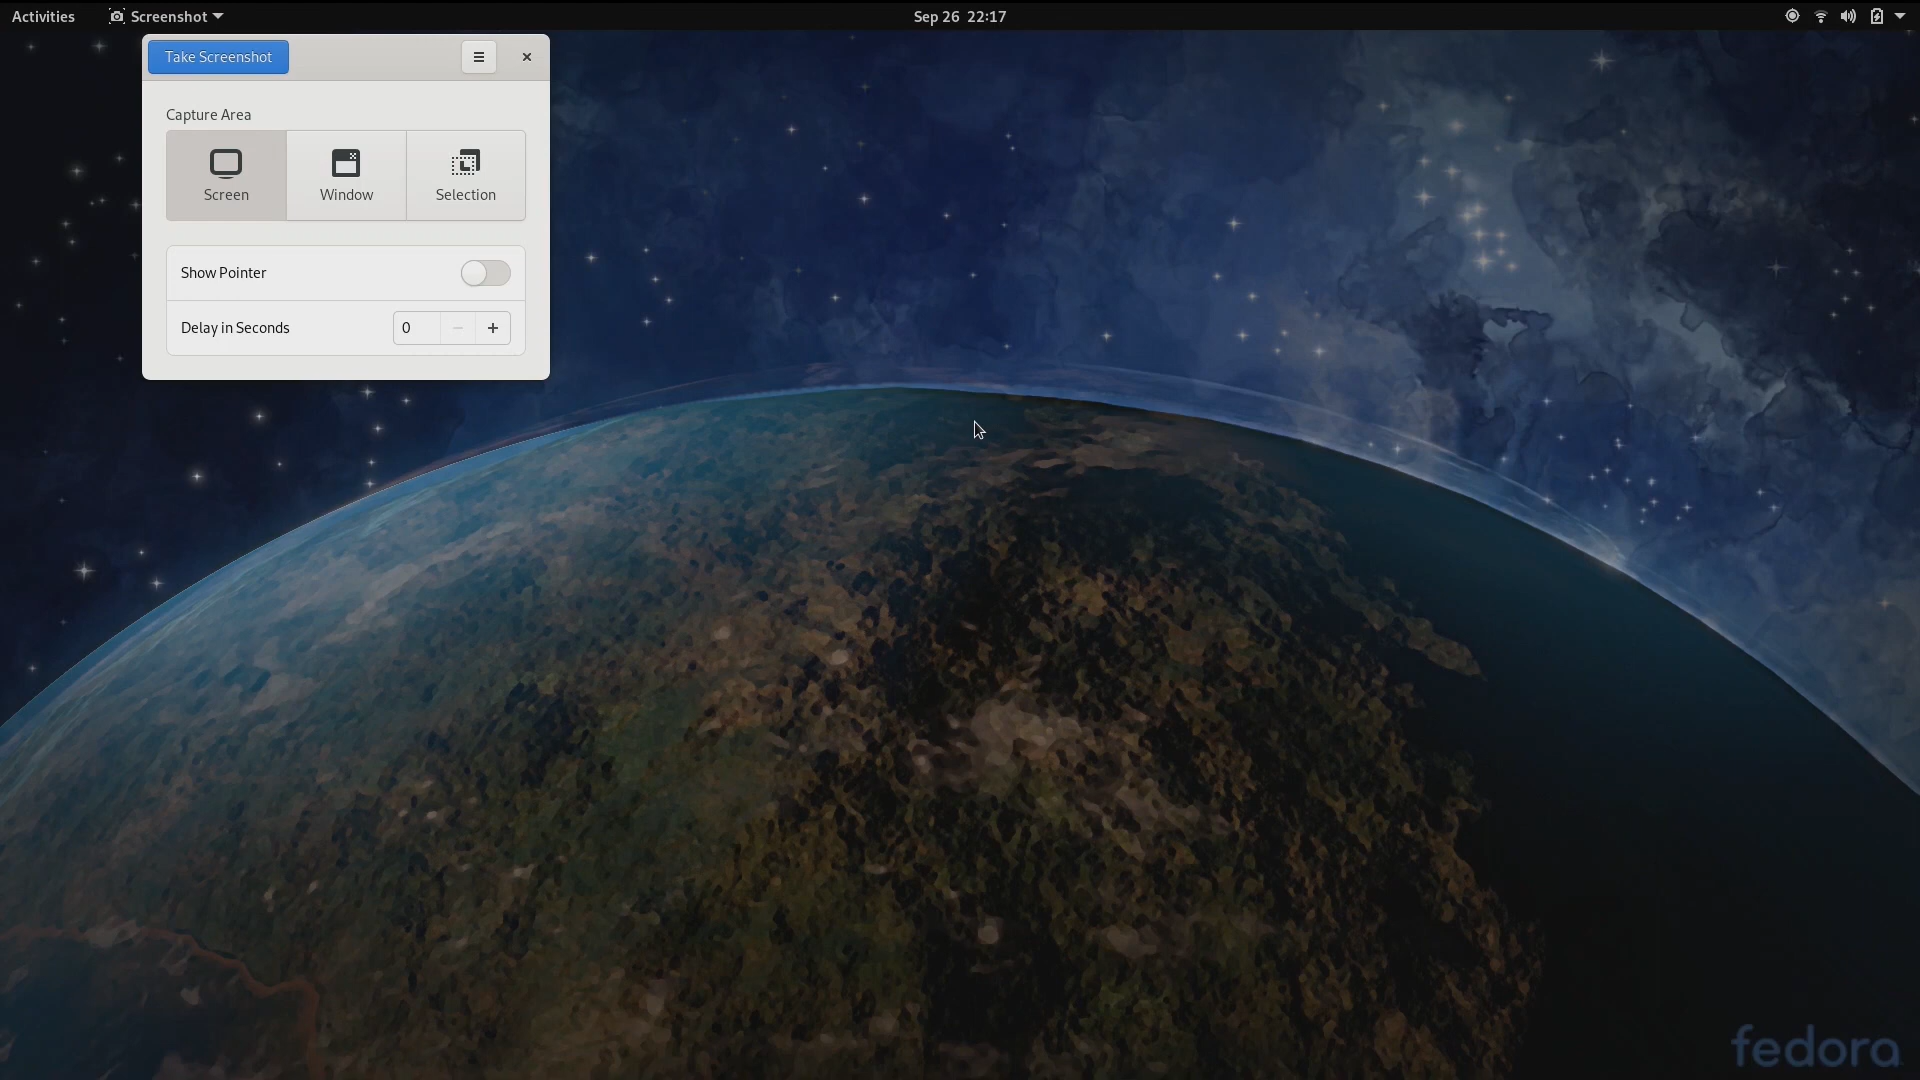 Activities
Screenshot
Sep 26 22:17
Take Screenshot
Capture Area
Screen
Window
Selection
Show Pointer
Delay in Seconds
0
fedora